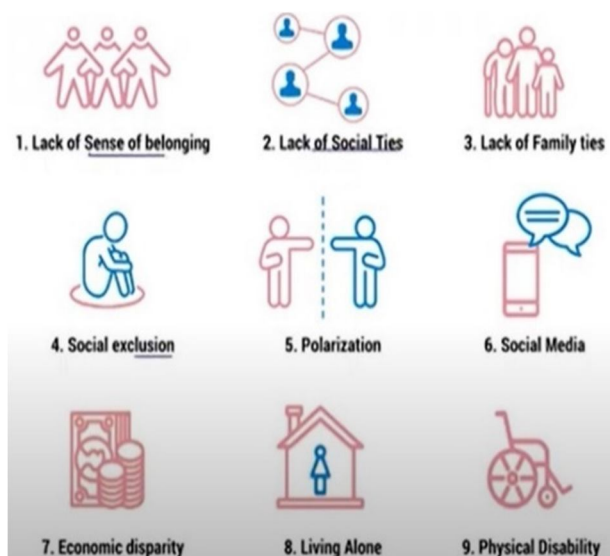 1. Lack of Sense of belonging
2. Lack of Social Ties
3. Lack of Family ties
4. Social exclusion
5. Polarization
6. Social Media
7. Economic disparity
8. Living Alone
9. Physical Disability